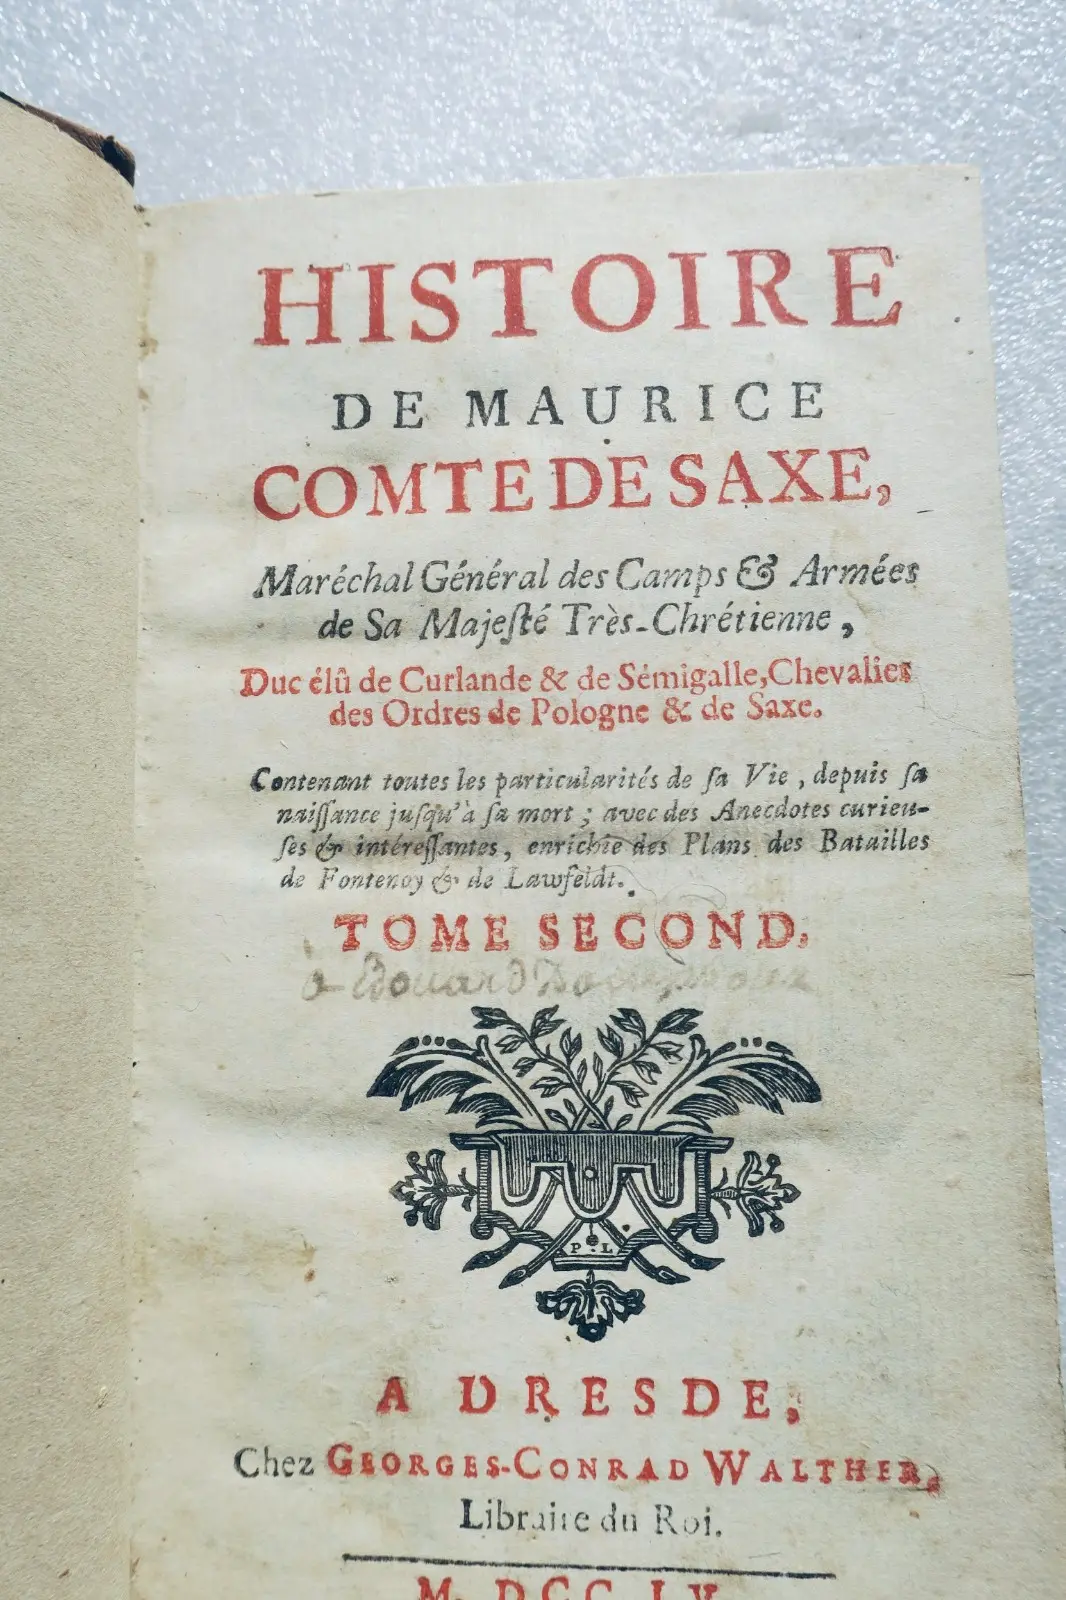 HISTOIRE
DE MAURICE
COMTE DE SAXE,
Maréchal Général des Camps & Armées
de Sa Majeſté Très-Chrétienne,
Duc élû de Curlande & de Sémigalle, Chevalier
des Ordres de Pologne & de Saxe.
Contenant toutes les particularités de ſa Vie, depuis ſa
naiſſance juſqu'à ſa mort; avec des Anecdotes curieu-
ſes & intéreſſantes, enrichie des Plans des Batailles
de Fontenoy & de Lawfeldt.
TOME SECOND.
à Edouard
P. L
A DRESDE,
Chez GEORGES-CONRAD WALTHER,
Libraire du Roi.
M. DCC. LV.